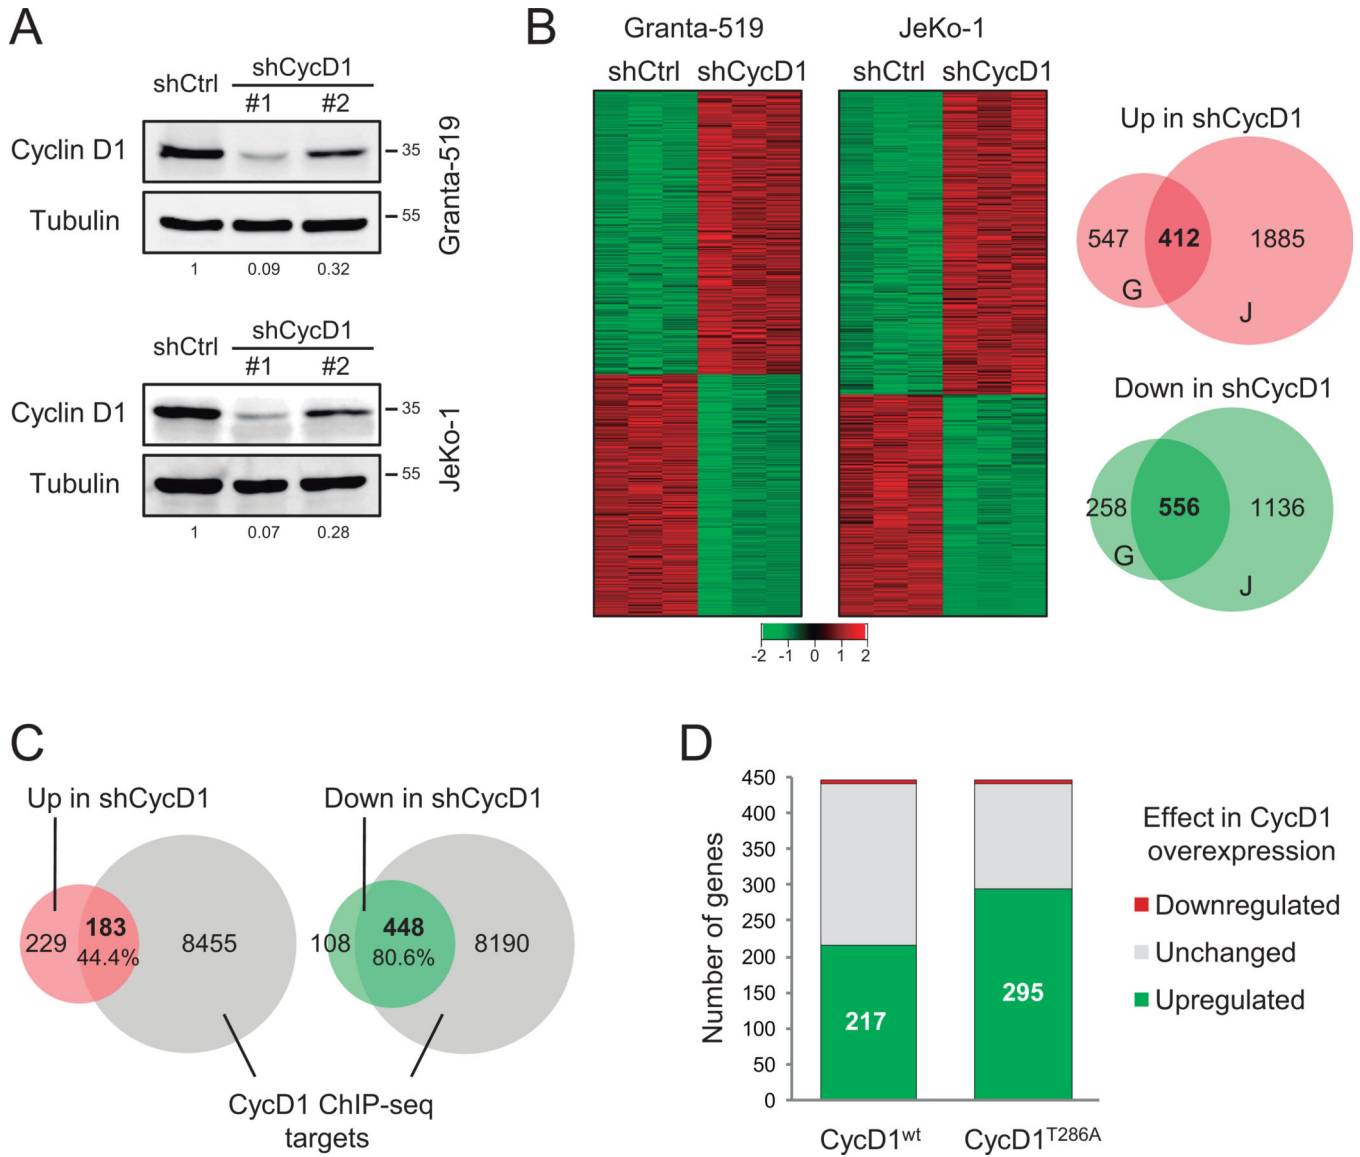 A
shCtrl
shCycD1
#1
#2
Cyclin D1
35
Tubulin
55
1
0.09
0.32
Granta-519
shCtrl
shCycD1
#1
#2
Cyclin D1
35
Tubulin
55
1
0.07
0.28
JeKo-1
B
Granta-519
JeKo-1
shCtrl shCycD1
shCtrl shCycD1
-2 -1 0 1 2
Up in shCycD1
547
412
1885
G
J
Down in shCycD1
258
556
1136
G
J
C
Up in shCycD1
229
183
44.4%
8455
Down in shCycD1
108
448
80.6%
8190
CycD1 ChIP-seq
targets
D
Number of genes
450
400
350
300
250
200
150
100
50
0
217
295
CycD1wt
CycD1T286A
Effect in CycD1
overexpression
Downregulated
Unchanged
Upregulated